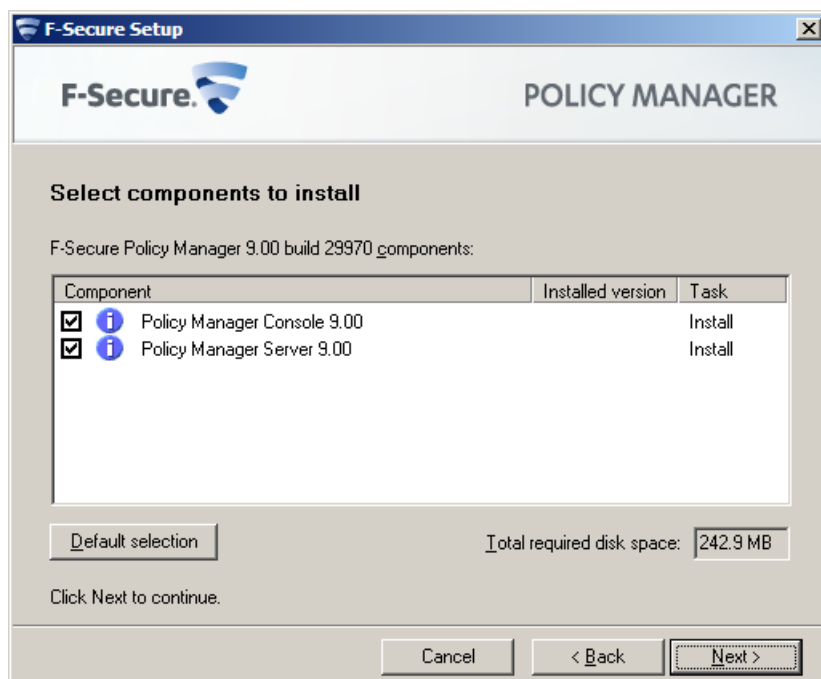 F-Secure Setup
F-Secure. POLICY MANAGER
Select components to install
F-Secure Policy Manager 9.00 build 29970 components:
Component Installed version Task
Policy Manager Console 9.00 Install
Policy Manager Server 9.00 Install
Default selection Total required disk space: 242.9 MB
Click Next to continue.
Cancel < Back Next >